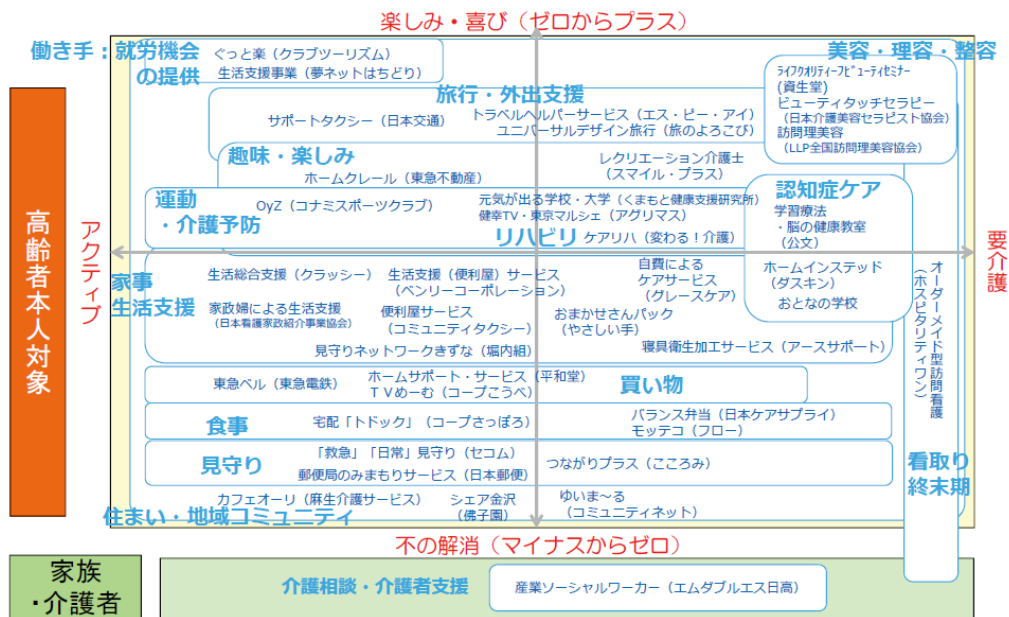 楽しみ・喜び（ゼロからプラス）
働き手：就労機会
の提供
ぐっと楽（クラブツーリズム）
生活支援事業（夢ネットはちどり）
美容・理容・整容
ﾗｲﾌｸｵﾘﾃｨｰﾌﾋﾞｭｰﾃｨｾﾐﾅｰ
(資生堂)
ビューティタッチセラピー
（日本介護美容セラピスト協会）
訪問理美容
（LLP全国訪問理美容協会）
旅行・外出支援
サポートタクシー（日本交通）
トラベルヘルパーサービス（エス・ピー・アイ）
ユニバーサルデザイン旅行（旅のよろこび）
趣味・楽しみ
ホームクレール（東急不動産）
レクリエーション介護士
（スマイル・プラス）
運動
・介護予防
OyZ（コナミスポーツクラブ）
元気が出る学校・大学（くまもと健康支援研究所）
健幸TV・東京マルシェ（アグリマス）
リハビリ
ケアリハ（変わる！介護）
認知症ケア
学習療法
・脳の健康教室
（公文）
ホームインステッド
（ダスキン）
おとなの学校
高齢者本人対象
アクティブ
要介護
家事
生活支援
生活総合支援（クラッシー）
生活支援（便利屋）サービス
（ベンリーコーポレーション）
自費による
ケアサービス
（グレースケア）
家政婦による生活支援
（日本看護家政紹介事業協会）
便利屋サービス
（コミュニティタクシー）
おまかせさんパック
（やさしい手）
見守りネットワークきずな（堀内組）
寝具衛生加工サービス（アースサポート）
オーダーメイド型訪問看護
（ホスピタリティワン）
東急ベル（東急電鉄）
ホームサポート・サービス（平和堂）
ＴＶめーむ（コープこうべ）
買い物
食事
宅配「トドック」（コープさっぽろ）
バランス弁当（日本ケアサプライ）
モッテコ（フロー）
見守り
「救急」「日常」見守り（セコム）
郵便局のみまもりサービス（日本郵便）
つながりプラス（こころみ）
看取り
終末期
カフェオーリ（麻生介護サービス）
シェア金沢
（佛子園）
ゆいま～る
（コミュニティネット）
住まい・地域コミュニティ
不の解消（マイナスからゼロ）
家族
・介護者
介護相談・介護者支援
産業ソーシャルワーカー（エムダブルエス日高）